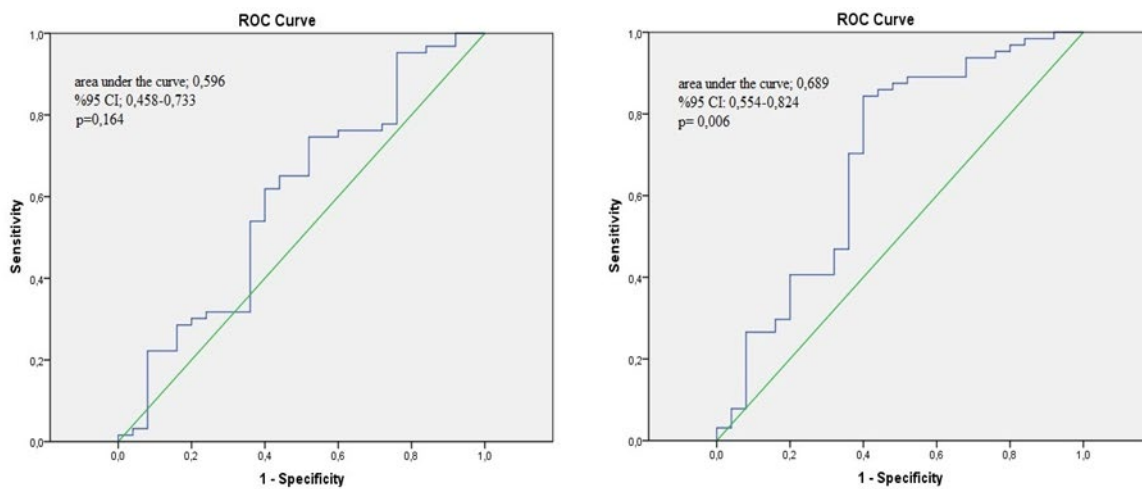 ROC Curve
area under the curve; 0,596
%95 CI; 0,458-0,733
p=0,164
Sensitivity
1,0
0,8
0,6
0,4
0,2
0,0
0,0 0,2 0,4 0,6 0,8 1,0
1 - Specificity
ROC Curve
area under the curve; 0,689
%95 CI: 0,554-0,824
p= 0,006
Sensitivity
1,0
0,8
0,6
0,4
0,2
0,0
0,0 0,2 0,4 0,6 0,8 1,0
1 - Specificity